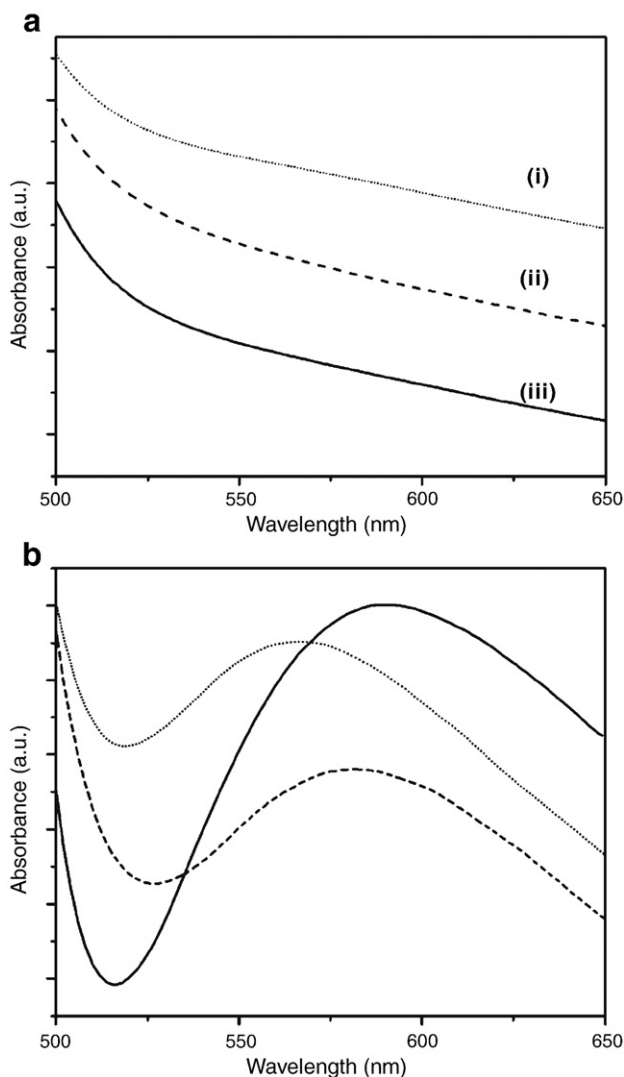 a
Absorbance (a.u.)
(i)
(ii)
(iii)
500 550 600 650
Wavelength (nm)
b
Absorbance (a.u.)
500 550 600 650
Wavelength (nm)